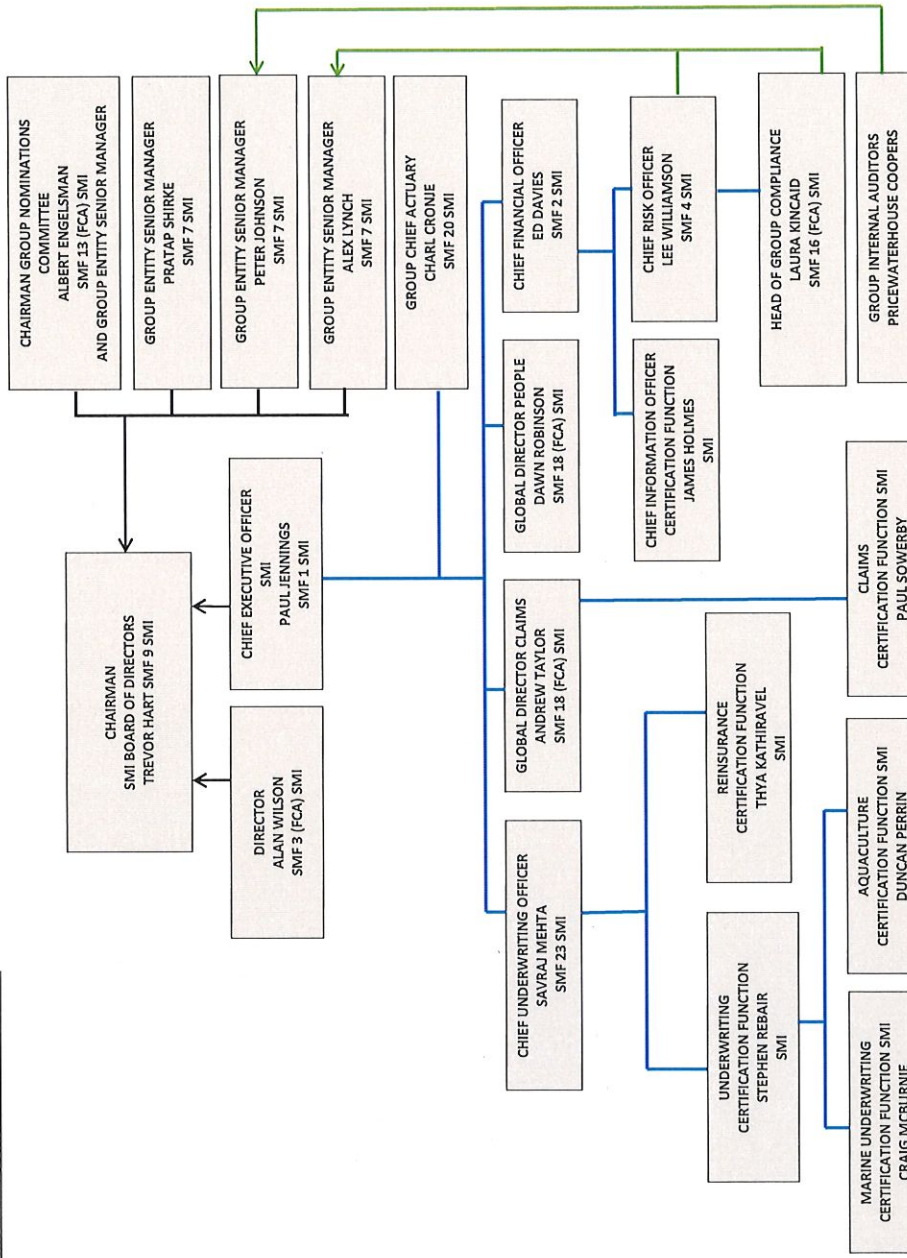 CHAIRMAN
SMI BOARD OF DIRECTORS
TREVOR HART SMF 9 SMI
CHAIRMAN GROUP NOMINATIONS
COMMITTEE
ALBERT ENGELSMAN
SMF 13 (FCA) SMI
AND GROUP ENTITY SENIOR MANAGER
GROUP ENTITY SENIOR MANAGER
PRATAP SHIRKE
SMF 7 SMI
GROUP ENTITY SENIOR MANAGER
PETER JOHNSON
SMF 7 SMI
GROUP ENTITY SENIOR MANAGER
ALEX LYNCH
SMF 7 SMI
GROUP CHIEF ACTUARY
CHARL CRONJE
SMF 20 SMI
DIRECTOR
ALAN WILSON
SMF 3 (FCA) SMI
CHIEF EXECUTIVE OFFICER
SMI
PAUL JENNINGS
SMF 1 SMI
CHIEF UNDERWRITING OFFICER
SAVRAJ MEHTA
SMF 23 SMI
GLOBAL DIRECTOR CLAIMS
ANDREW TAYLOR
SMF 18 (FCA) SMI
GLOBAL DIRECTOR PEOPLE
DAWN ROBINSON
SMF 18 (FCA) SMI
CHIEF FINANCIAL OFFICER
ED DAVIES
SMF 2 SMI
UNDERWRITING
CERTIFICATION FUNCTION
STEPHEN REBAIR
SMI
REINSURANCE
CERTIFICATION FUNCTION
THYA KATHIRAVEL
SMI
CHIEF INFORMATION OFFICER
CERTIFICATION FUNCTION
JAMES HOLMES
SMI
CHIEF RISK OFFICER
LEE WILLIAMSON
SMF 4 SMI
HEAD OF GROUP COMPLIANCE
LAURA KINCAID
SMF 16 (FCA) SMI
MARINE UNDERWRITING
CERTIFICATION FUNCTION SMI
CRAIG MCBURNIE
AQUACULTURE
CERTIFICATION FUNCTION SMI
DUNCAN PERRIN
CLAIMS
CERTIFICATION FUNCTION SMI
PAUL SOWERBY
GROUP INTERNAL AUDITORS
PRICEWATERHOUSE COOPERS